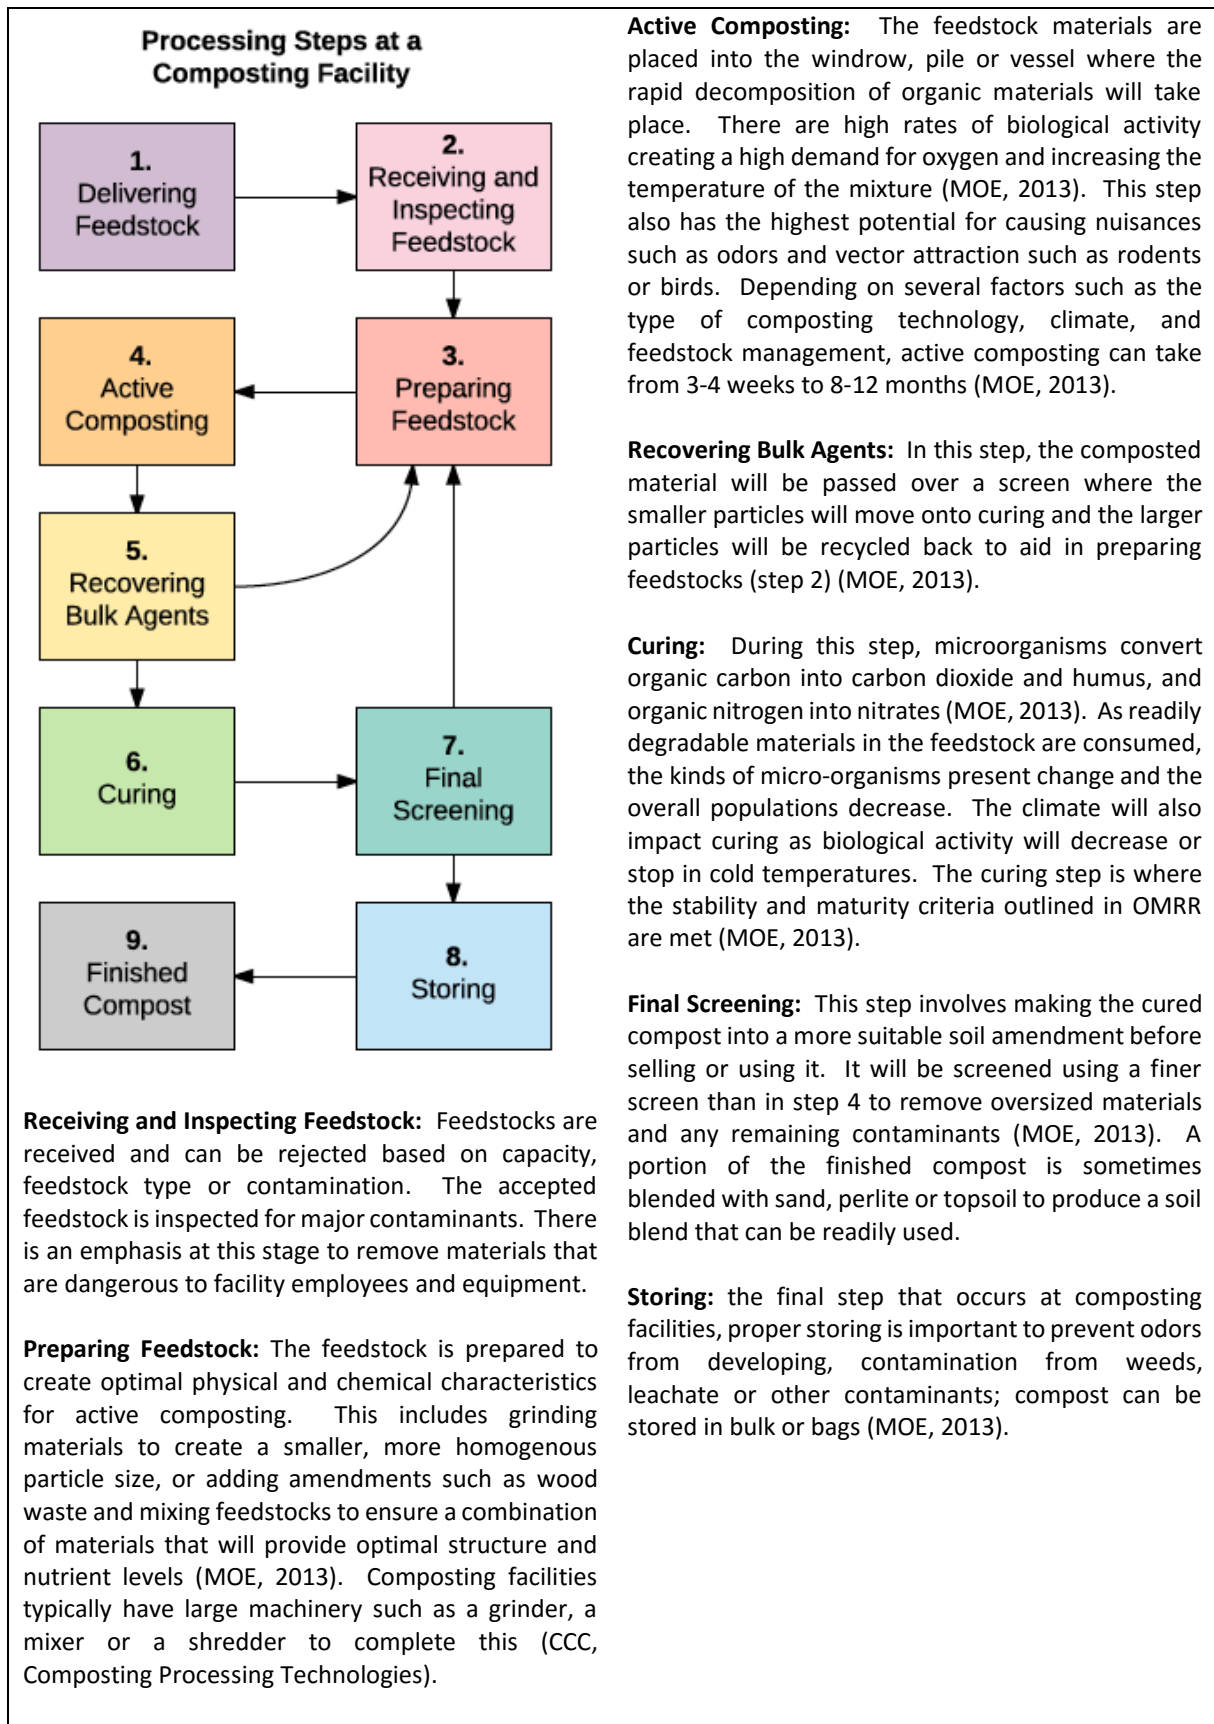 Processing Steps at a
Composting Facility
1.
Delivering
Feedstock
2.
Receiving and
Inspecting
Feedstock
3.
Preparing
Feedstock
4.
Active
Composting
5.
Recovering
Bulk Agents
6.
Curing
7.
Final
Screening
8.
Storing
9.
Finished
Compost
Receiving and Inspecting Feedstock: Feedstocks are
received and can be rejected based on capacity,
feedstock type or contamination. The accepted
feedstock is inspected for major contaminants. There
is an emphasis at this stage to remove materials that
are dangerous to facility employees and equipment.
Preparing Feedstock: The feedstock is prepared to
create optimal physical and chemical characteristics
for active composting. This includes grinding
materials to create a smaller, more homogenous
particle size, or adding amendments such as wood
waste and mixing feedstocks to ensure a combination
of materials that will provide optimal structure and
nutrient levels (MOE, 2013). Composting facilities
typically have large machinery such as a grinder, a
mixer or a shredder to complete this (CCC,
Composting Processing Technologies).
Active Composting: The feedstock materials are
placed into the windrow, pile or vessel where the
rapid decomposition of organic materials will take
place. There are high rates of biological activity
creating a high demand for oxygen and increasing the
temperature of the mixture (MOE, 2013). This step
also has the highest potential for causing nuisances
such as odors and vector attraction such as rodents
or birds. Depending on several factors such as the
type of composting technology, climate, and
feedstock management, active composting can take
from 3-4 weeks to 8-12 months (MOE, 2013).
Recovering Bulk Agents: In this step, the composted
material will be passed over a screen where the
smaller particles will move onto curing and the larger
particles will be recycled back to aid in preparing
feedstocks (step 2) (MOE, 2013).
Curing: During this step, microorganisms convert
organic carbon into carbon dioxide and humus, and
organic nitrogen into nitrates (MOE, 2013). As readily
degradable materials in the feedstock are consumed,
the kinds of micro-organisms present change and the
overall populations decrease. The climate will also
impact curing as biological activity will decrease or
stop in cold temperatures. The curing step is where
the stability and maturity criteria outlined in OMRR
are met (MOE, 2013).
Final Screening: This step involves making the cured
compost into a more suitable soil amendment before
selling or using it. It will be screened using a finer
screen than in step 4 to remove oversized materials
and any remaining contaminants (MOE, 2013). A
portion of the finished compost is sometimes
blended with sand, perlite or topsoil to produce a soil
blend that can be readily used.
Storing: the final step that occurs at composting
facilities, proper storing is important to prevent odors
from developing, contamination from weeds,
leachate or other contaminants; compost can be
stored in bulk or bags (MOE, 2013).